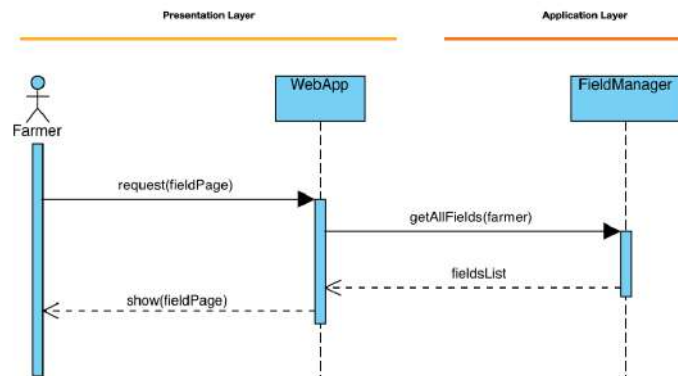 Presentation Layer
Application Layer
WebApp
FieldManager
Farmer
request(fieldPage)
getAllFields(farmer)
fieldsList
show(fieldPage)